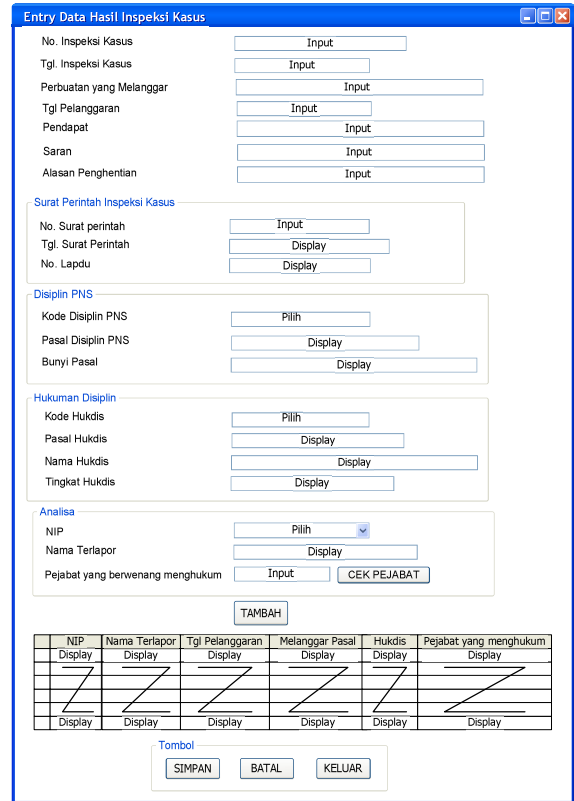 Entry Data Hasil Inspeksi Kasus
No. Inspeksi Kasus Input
Tgl. Inspeksi Kasus Input
Perbuatan yang Melanggar Input
Tgl Pelanggaran Input
Pendapat Input
Saran Input
Alasan Penghentian Input
Surat Perintah Inspeksi Kasus
No. Surat perintah Input
Tgl. Surat Perintah Display
No. Lapdu Display
Disiplin PNS
Kode Disiplin PNS Pilih
Pasal Disiplin PNS Display
Bunyi Pasal Display
Hukuman Disiplin
Kode Hukdis Pilih
Pasal Hukdis Display
Nama Hukdis Display
Tingkat Hukdis Display
Analisa
NIP Pilih
Nama Terlapor Display
Pejabat yang berwenang menghukum Input CEK PEJABAT
TAMBAH
NIP Nama Terlapor Tgl Pelanggaran Melanggar Pasal Hukdis Pejabat yang menghukum
Display Display Display Display Display Display
Display Display Display Display Display Display
Tombol
SIMPAN BATAL KELUAR